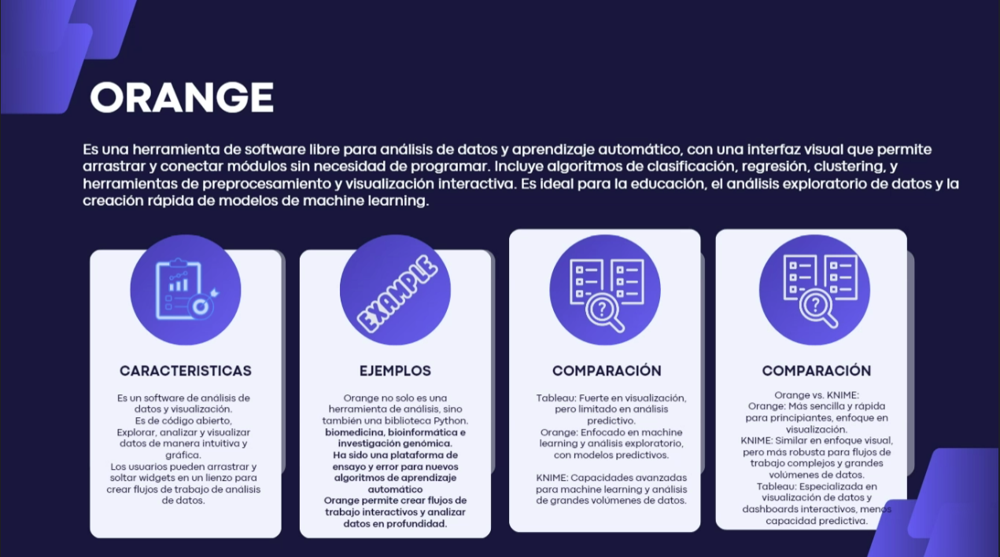 ORANGE
Es una herramienta de software libre para análisis de datos y aprendizaje automático, con una interfaz visual que permite
arrastrar y conectar módulos sin necesidad de programar. Incluye algoritmos de clasificación, regresión, clustering, y
herramientas de preprocesamiento y visualización interactiva. Es ideal para la educación, el análisis exploratorio de datos y la
creación rápida de modelos de machine learning.
CARACTERISTICAS
Es un software de análisis de
datos y visualización.
Es de código abierto,
Explorar, analizar y visualizar
datos de manera intuitiva y
gráfica.
Los usuarios pueden arrastrar y
soltar widgets en un lienzo para
crear flujos de trabajo de análisis
de datos.
EXAMPLE
EJEMPLOS
Orange no solo es una
herramienta de análisis, sino
también una biblioteca Python.
biomedicina, bioinformática e
investigación genómica.
Ha sido una plataforma de
ensayo y error para nuevos
algoritmos de aprendizaje
automático
Orange permite crear flujos de
trabajo interactivos y analizar
datos en profundidad.
?
COMPARACIÓN
Tableau: Fuerte en visualización,
pero limitado en análisis
predictivo.
Orange: Enfocado en machine
learning y análisis exploratorio,
con modelos predictivos.
KNIME: Capacidades avanzadas
para machine learning y análisis
de grandes volúmenes de datos.
?
COMPARACIÓN
Orange vs. KNIME:
Orange: Más sencilla y rápida
para principiantes, enfoque en
visualización.
KNIME: Similar en enfoque visual,
pero más robusta para flujos de
trabajo complejos y grandes
volúmenes de datos.
Tableau: Especializada en
visualización de datos y
dashboards interactivos, menos
capacidad predictiva.